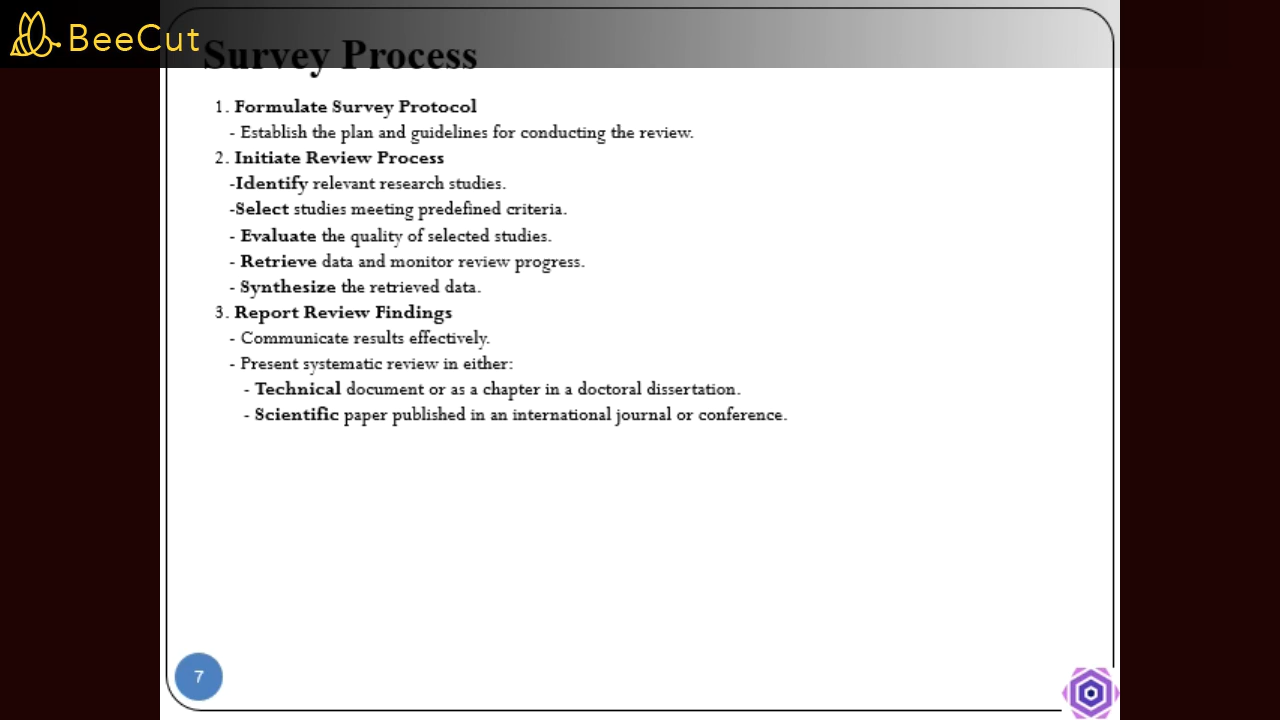 BeeCut
Survey Process
1. Formulate Survey Protocol
- Establish the plan and guidelines for conducting the review.
2. Initiate Review Process
-Identify relevant research studies.
-Select studies meeting predefined criteria.
- Evaluate the quality of selected studies.
- Retrieve data and monitor review progress.
- Synthesize the retrieved data.
3. Report Review Findings
- Communicate results effectively.
- Present systematic review in either:
- Technical document or as a chapter in a doctoral dissertation.
- Scientific paper published in an international journal or conference.
7